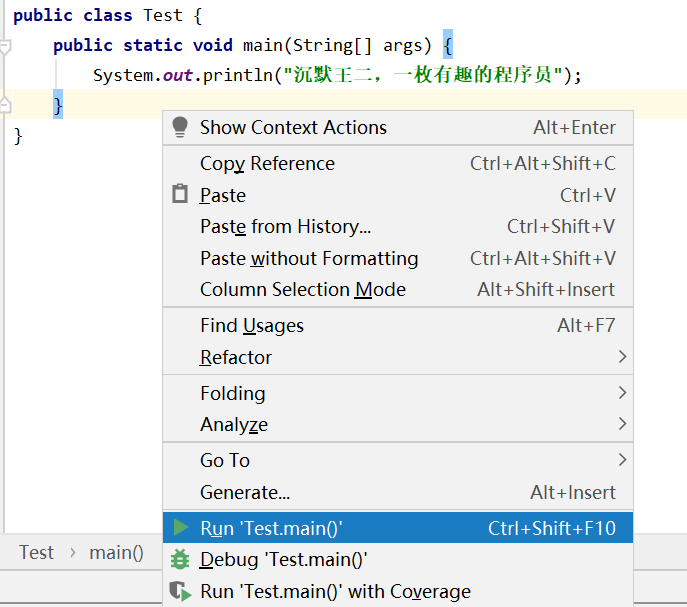 public class Test {
public static void main(String[] args) {
System.out.println("沉默王二，一枚有趣的程序员");
}
}
Show Context Actions Alt+Enter
Copy Reference Ctrl+Alt+Shift+C
Paste Ctrl+V
Paste from History... Ctrl+Shift+V
Paste without Formatting Ctrl+Alt+Shift+V
Column Selection Mode Alt+Shift+Insert
Find Usages Alt+F7
Refactor
Folding
Analyze
Go To
Generate... Alt+Insert
Run 'Test.main()' Ctrl+Shift+F10
Debug 'Test.main()'
Run 'Test.main()' with Coverage
Test › main()